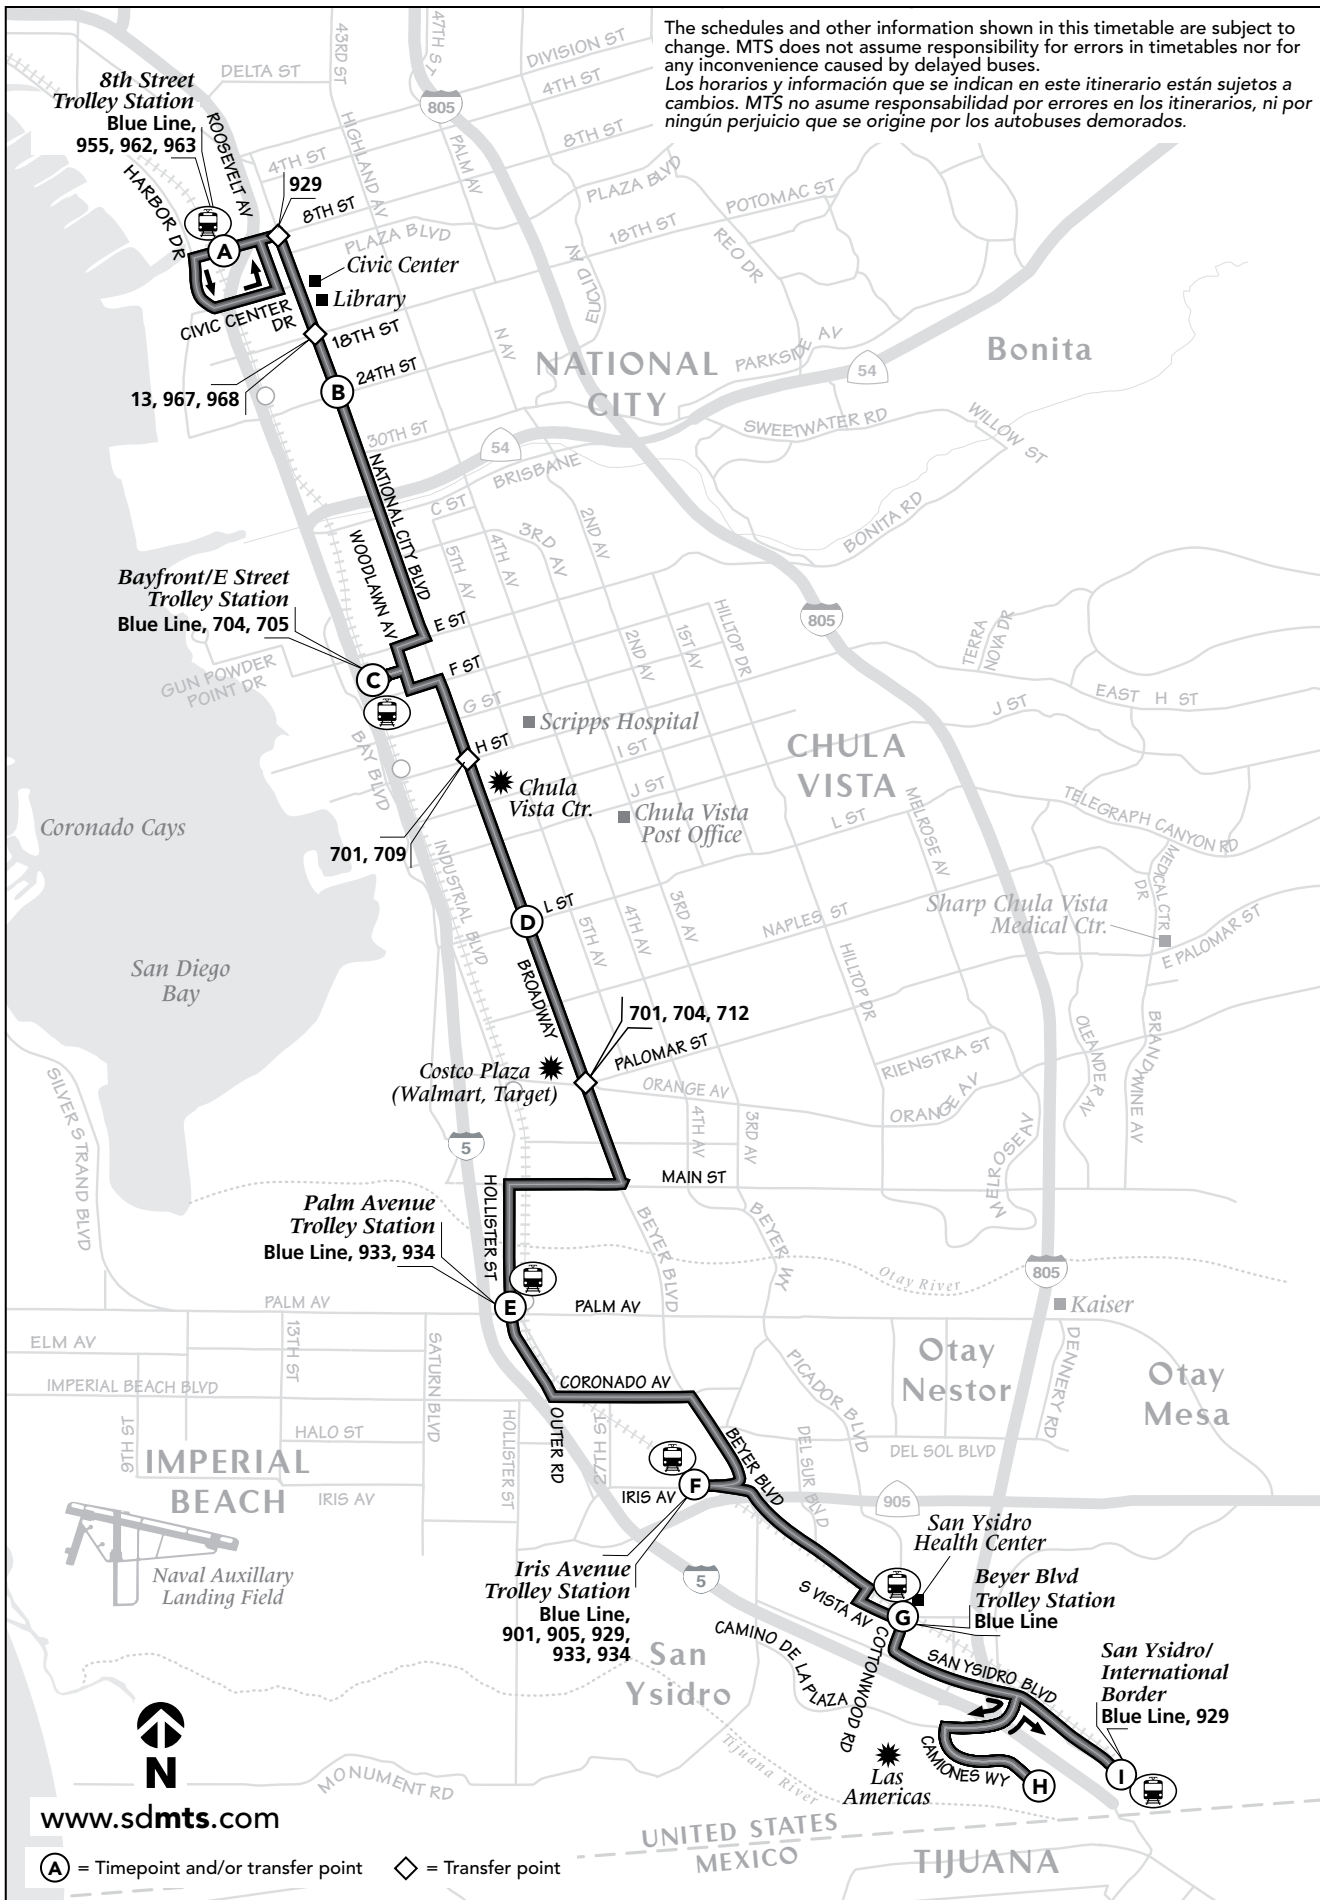 The schedules and other information shown in this timetable are subject to
change. MTS does not assume responsibility for errors in timetables nor for
any inconvenience caused by delayed buses.
Los horarios y información que se indican en este itinerario están sujetos a
cambios. MTS no asume responsabilidad por errores en los itinerarios, ni por
ningún perjuicio que se origine por los autobuses demorados.
8th Street
Trolley Station
Blue Line,
955, 962, 963
DELTA ST
43RD ST
47TH ST
805
DIVISION ST
4TH ST
8TH ST
ROOSEVELT AV
HARBOR DR
4TH ST
HIGHLAND AV
PALM AV
929
8TH ST
PLAZA BLVD
PLAZA BLVD
POTOMAC ST
18TH ST
REO DR
EUCLID AV
A
Civic Center
Library
CIVIC CENTER
DR
18TH ST
N AV
13, 967, 968
B
24TH ST
NATIONAL
CITY
PARKSIDE AV
54
Bonita
30TH ST
54
SWEETWATER RD
WILLOW ST
BRISBANE
C ST
NATIONAL CITY BLVD
WOODLAWN AV
5TH AV
4TH AV
3RD AV
2ND AV
BONITA RD
Bayfront/E Street
Trolley Station
Blue Line, 704, 705
E ST
F ST
G ST
GUN POWDER
POINT DR
C
2ND AV
1ST AV
HILLTOP DR
805
TERRA
NOVA DR
EAST H ST
J ST
Scripps Hospital
BAY BLVD
H ST
I ST
J ST
CHULA
VISTA
Chula
Vista Ctr.
Chula Vista
Post Office
L ST
MELROSE AV
TELEGRAPH CANYON RD
MEDICAL CTR
DR
Coronado Cays
701, 709
INDUSTRIAL BLVD
D
L ST
5TH AV
4TH AV
3RD AV
NAPLES ST
HILLTOP DR
Sharp Chula Vista
Medical Ctr.
E PALOMAR ST
San Diego
Bay
BROADWAY
701, 704, 712
PALOMAR ST
Costco Plaza
(Walmart, Target)
ORANGE AV
RIENSTRA ST
ORANGE AV
OLEANDER AV
BRANDYWINE AV
MELROSE AV
SILVER STRAND BLVD
5
4TH AV
3RD AV
MAIN ST
HOLLISTER ST
Palm Avenue
Trolley Station
Blue Line, 933, 934
BEYER BLVD
BEYER WY
Otay River
805
Kaiser
E
PALM AV
PALM AV
ELM AV
13TH ST
SATURN BLVD
IMPERIAL BEACH BLVD
CORONADO AV
PICADOR BLVD
Otay
Nestor
DENNERY RD
Otay
Mesa
9TH ST
HALO ST
HOLLISTER ST
OUTER RD
27TH ST
BEYER BLVD
DEL SUR BLVD
DEL SOL BLVD
IMPERIAL
BEACH
IRIS AV
IRIS AV
F
905
Naval Auxillary
Landing Field
Iris Avenue
Trolley Station
Blue Line,
901, 905, 929,
933, 934
5
San Ysidro
Health Center
Beyer Blvd
Trolley Station
Blue Line
S VISTA AV
G
San
Ysidro
CAMINO DE LA PLAZA
COTTONWOOD RD
SAN YSIDRO BLVD
San Ysidro/
International
Border
Blue Line, 929
Las
Americas
CAMIONES WY
H
I
Tijuana River
MONUMENT RD
N
www.sdmts.com
UNITED STATES
MEXICO
TIJUANA
A = Timepoint and/or transfer point
= Transfer point